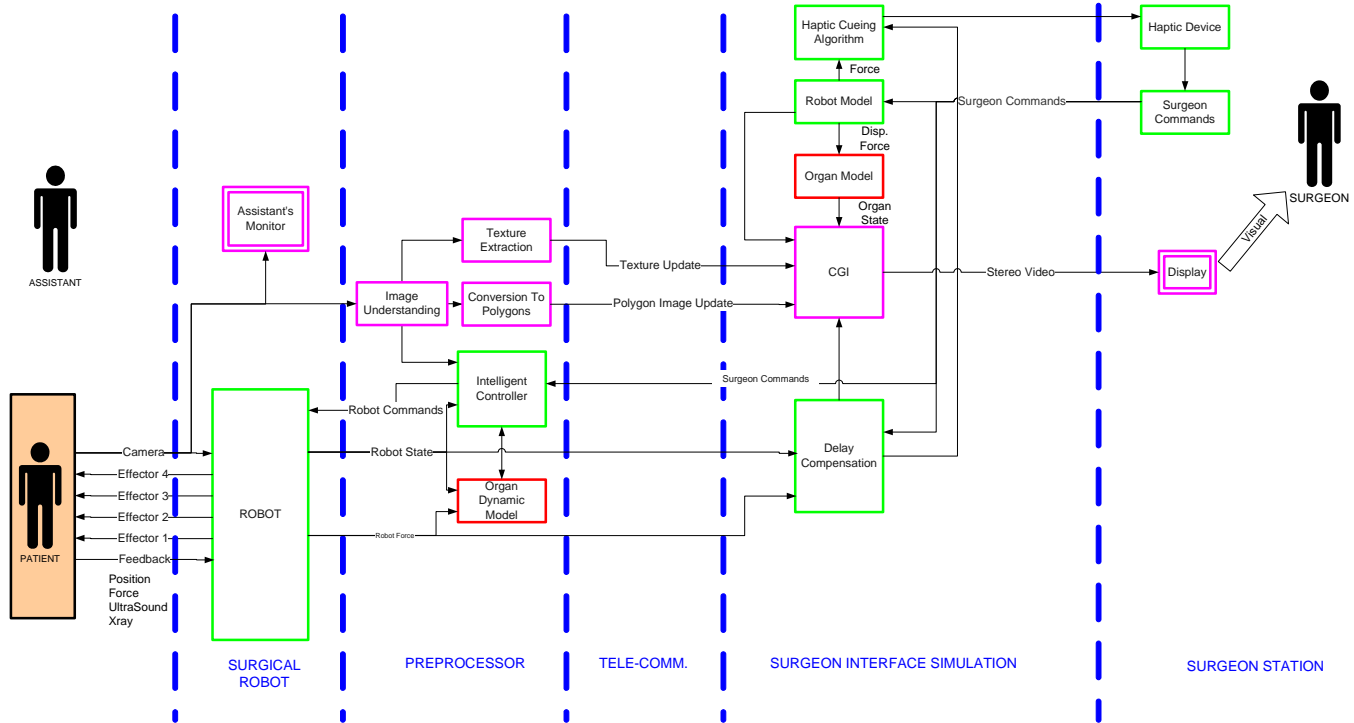 Haptic Cueing
Algorithm
Haptic Device
Force
Robot Model
Surgeon Commands
Surgeon
Commands
Disp.
Force
Organ Model
Organ
State
SURGEON
Visual
Assistant's
Monitor
ASSISTANT
Texture
Extraction
Texture Update
CGI
Stereo Video
Display
Image
Understanding
Conversion To
Polygons
Polygon Image Update
Intelligent
Controller
Surgeon Commands
Robot Commands
Camera
Robot State
Delay
Compensation
Effector 4
Effector 3
Organ
Dynamic
Model
ROBOT
Effector 2
Effector 1
Robot Force
PATIENT
Feedback
Position
Force
UltraSound
Xray
SURGICAL
ROBOT
PREPROCESSOR
TELE-COMM.
SURGEON INTERFACE SIMULATION
SURGEON STATION